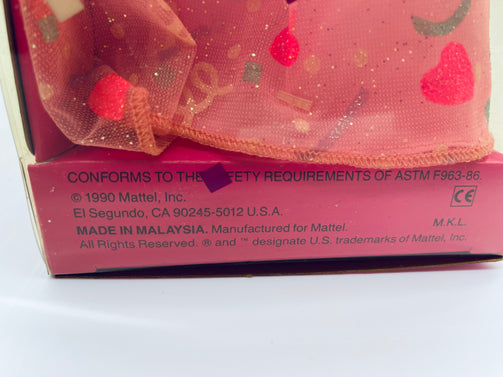 CONFORMS TO THE SAFETY REQUIREMENTS OF ASTM F963-86.
© 1990 Mattel, Inc.
El Segundo, CA 90245-5012 U.S.A.
CE
MADE IN MALAYSIA. Manufactured for Mattel.
M.K.L.
All Rights Reserved. ® and ™ designate U.S. trademarks of Mattel, Inc.